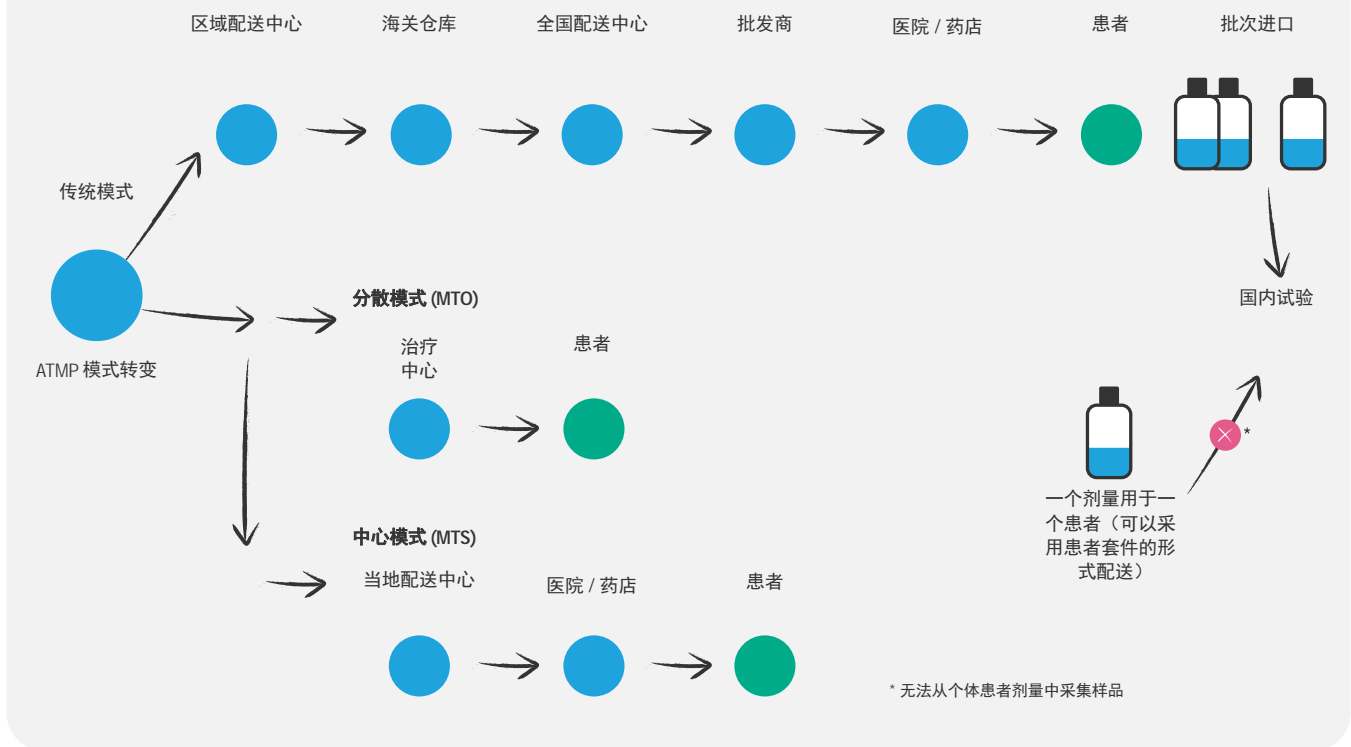 区域配送中心
海关仓库
全国配送中心
批发商
医院 / 药店
患者
批次进口
传统模式
ATMP 模式转变
国内试验
分散模式 (MTO)
治疗
中心
患者
*
一个剂量用于一
个患者（可以采
用患者套件的形
式配送）
中心模式 (MTS)
当地配送中心
医院 / 药店
患者
* 无法从个体患者剂量中采集样品